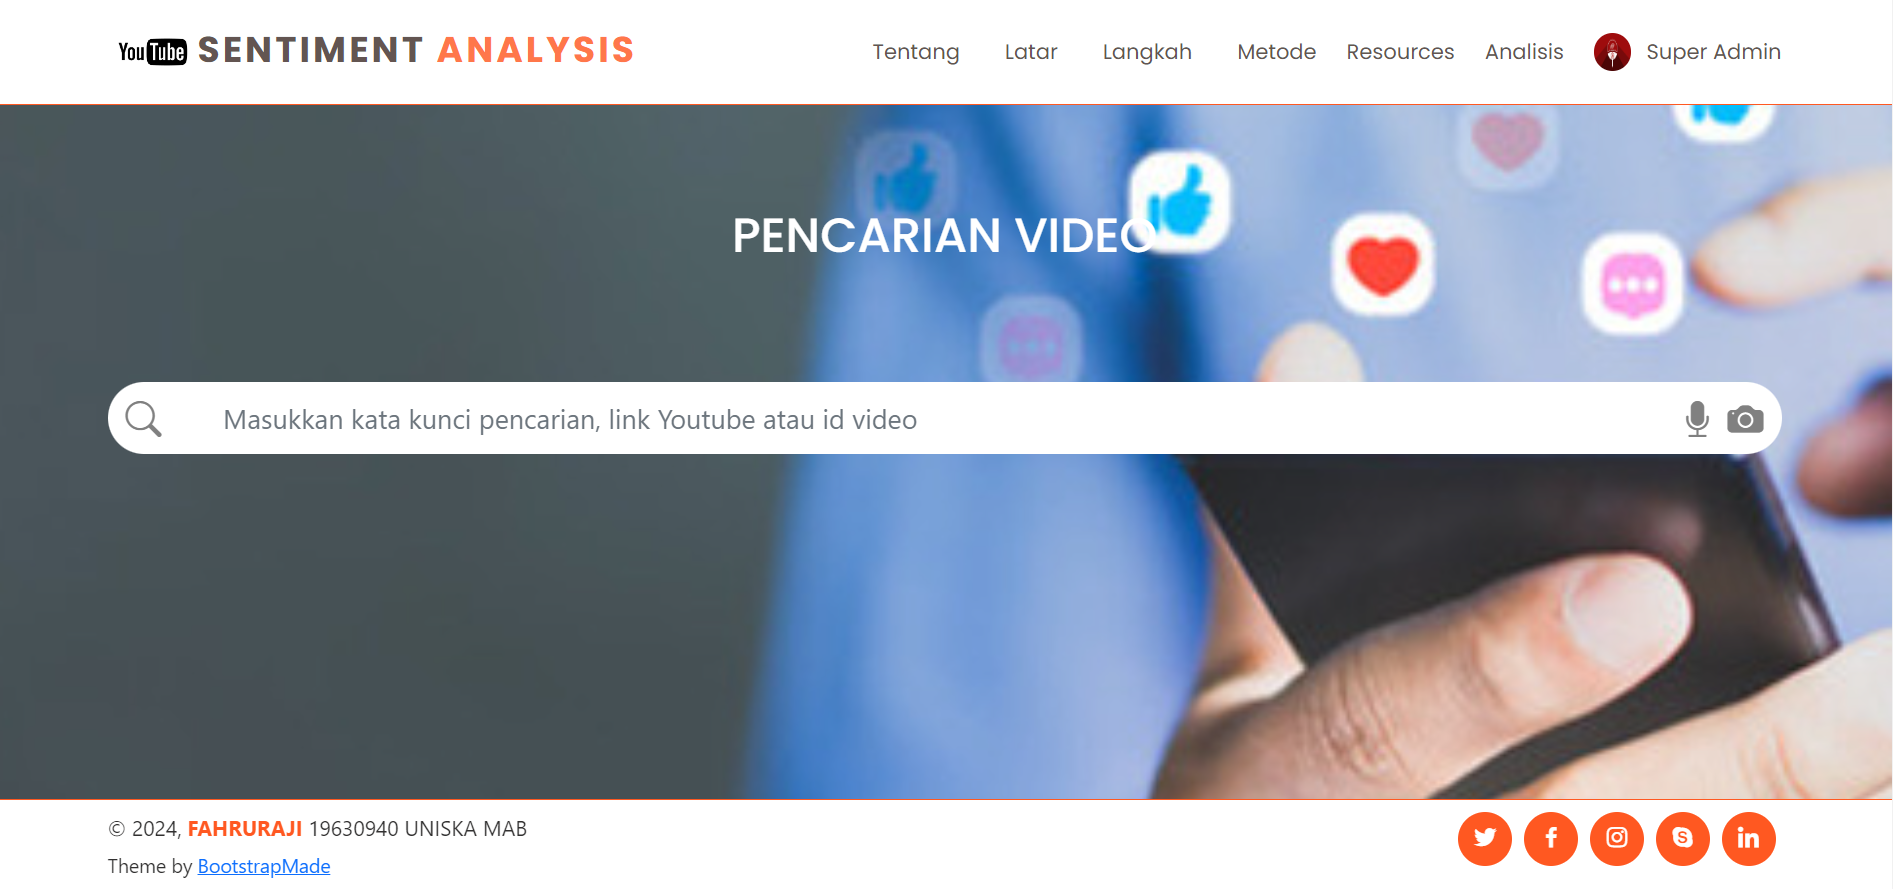 YouTube SENTIMENT ANALYSIS
Tentang Latar Langkah Metode Resources Analisis Super Admin
PENCARIAN VIDEO
Masukkan kata kunci pencarian, link Youtube atau id video
© 2024, FAHRURAJI 19630940 UNISKA MAB
Theme by BootstrapMade